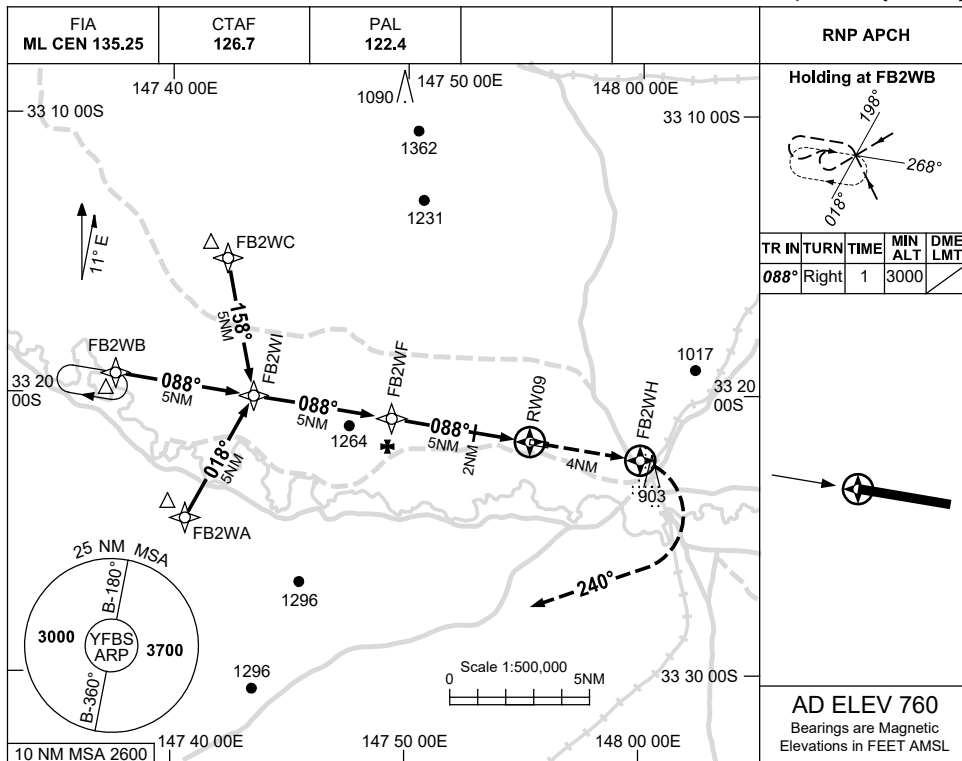 FIA
ML CEN 135.25
CTAF
126.7
PAL
122.4
RNP APCH
147 40 00E
147 50 00E
148 00 00E
33 10 00S
33 10 00S
1090
1362
1231
11° E
FB2WC
158°
5NM
FB2WB
FB2WI
FB2WF
RW09
FB2WH
1017
33 20
00S
33 20
00S
088°
5NM
088°
5NM
088°
5NM
2NM
4NM
1264
018°
5NM
903
FB2WA
240°
25 NM MSA
B-180°
3000
YFBS
ARP
3700
B-360°
1296
1296
Scale 1:500,000
0
5NM
33 30 00S
10 NM MSA 2600
147 40 00E
147 50 00E
148 00 00E
Holding at FB2WB
198°
268°
018°
TR IN TURN TIME MIN ALT DME LMT
088° Right 1 3000
AD ELEV 760
Bearings are Magnetic
Elevations in FEET AMSL